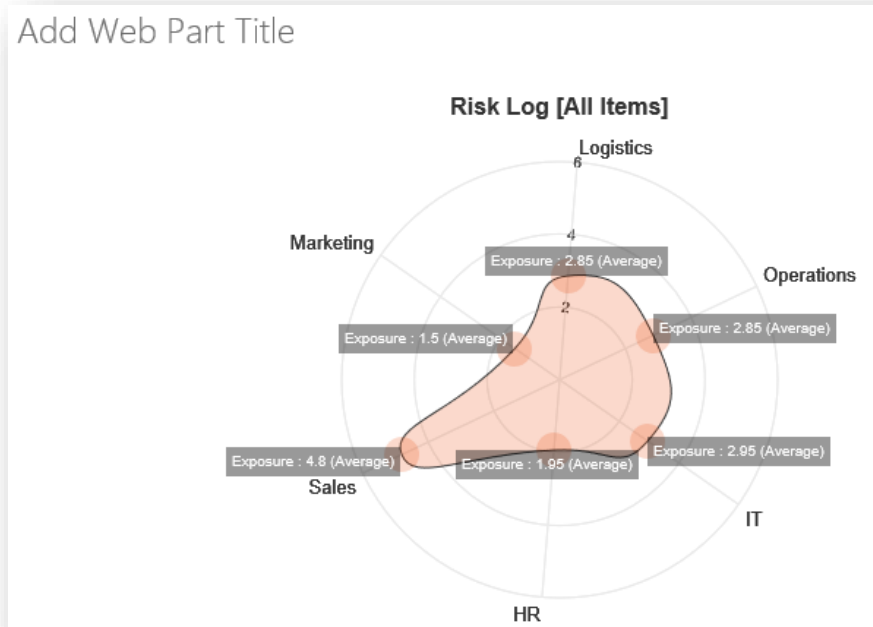 Add Web Part Title
Risk Log [All Items]
Logistics
6
Marketing
4
Exposure : 2.85 (Average)
Operations
2
Exposure : 2.85 (Average)
Exposure : 1.5 (Average)
Exposure : 2.95 (Average)
Exposure : 4.8 (Average)
Exposure : 1.95 (Average)
Sales
IT
HR